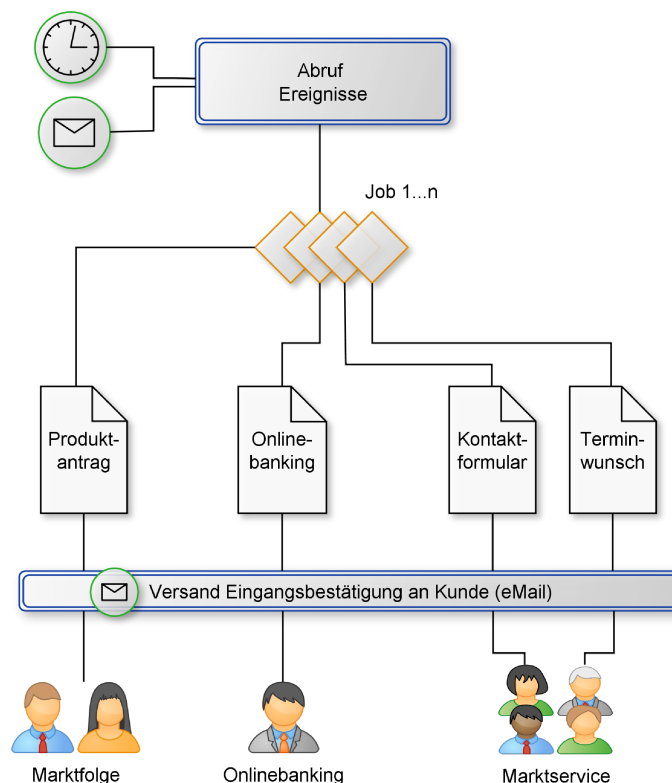 Abruf
Ereignisse
Job 1...n
Produkt-
antrag
Online-
banking
Kontakt-
formular
Termin-
wunsch
Versand Eingangsbestätigung an Kunde (eMail)
Marktfolge
Onlinebanking
Marktservice